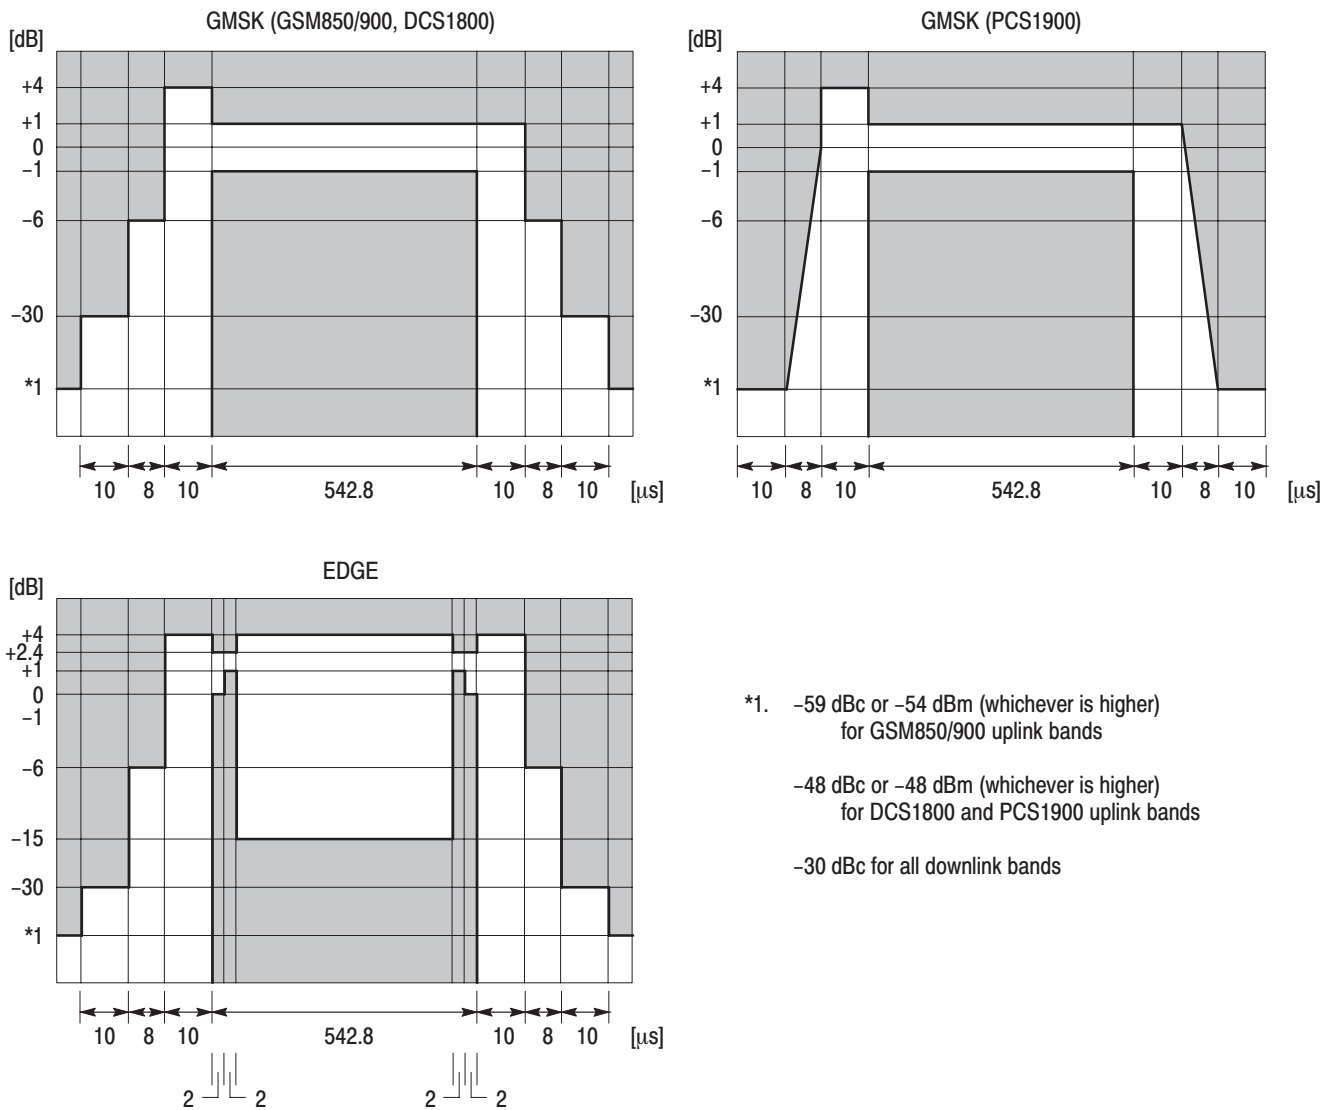 GMSK (GSM850/900, DCS1800)
[dB]
+4
+1
0
−1
−6
−30
*1
10 8 10 542.8 10 8 10 [µs]
GMSK (PCS1900)
[dB]
+4
+1
0
−1
−6
−30
*1
10 8 10 542.8 10 8 10 [µs]
EDGE
[dB]
+4
+2.4
+1
0
−1
−6
−15
−30
*1
10 8 10 542.8 10 8 10 [µs]
2 2 2 2
*1. −59 dBc or −54 dBm (whichever is higher)
for GSM850/900 uplink bands
−48 dBc or −48 dBm (whichever is higher)
for DCS1800 and PCS1900 uplink bands
−30 dBc for all downlink bands